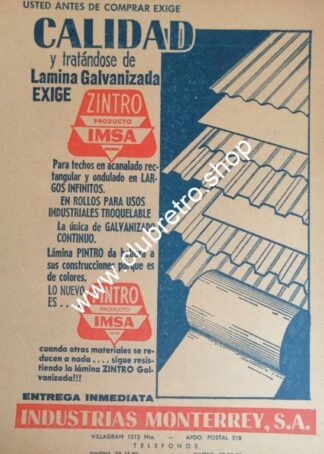 USTED ANTES DE COMPRAR EXIGE
CALIDAD
y tratándose de
Lamina Galvanizada
EXIGE
ZINTRO
PRODUCTO
IMSA
Para techos en acanalado rec-
tangular y ondulado en LAR-
GOS INFINITOS.
EN ROLLOS PARA USOS
INDUSTRIALES TROQUELABLE
La única de GALVANIZADO
CONTINUO.
Lámina PINTRO da belleza a
sus construcciones porque es
de colores.
LO NUEVO
ES....
ZINTRO
PRODUCTO
IMSA
cuando otros materiales se re-
ducen a nada .... sigue resis-
tiendo la lámina ZINTRO Gal-
vanizada!!!
ENTREGA INMEDIATA
INDUSTRIAS MONTERREY, S.A.
VILLAGRAN 1313 Nte. — APDO. POSTAL 518
TELEFONOS
www.clubretro.shop